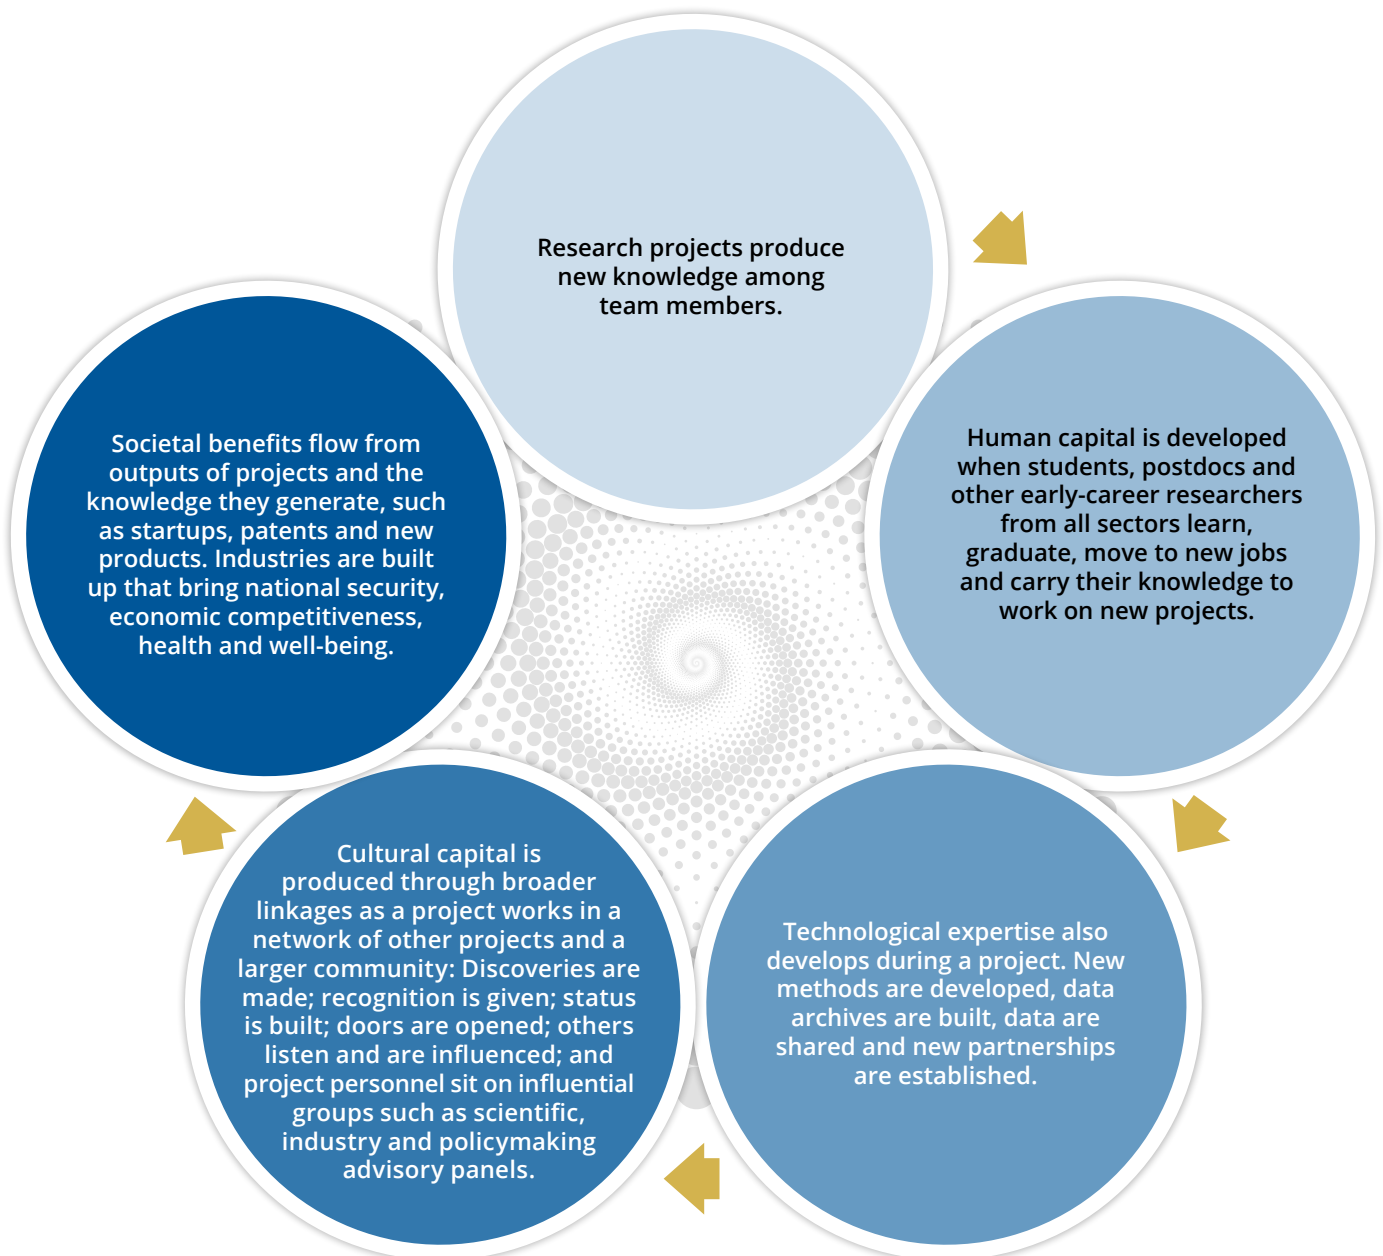 Research projects produce
new knowledge among
team members.
Human capital is developed
when students, postdocs and
other early-career researchers
from all sectors learn,
graduate, move to new jobs
and carry their knowledge to
work on new projects.
Technological expertise also
develops during a project. New
methods are developed, data
archives are built, data are
shared and new partnerships
are established.
Cultural capital is
produced through broader
linkages as a project works in a
network of other projects and a
larger community: Discoveries are
made; recognition is given; status
is built; doors are opened; others
listen and are influenced; and
project personnel sit on influential
groups such as scientific,
industry and policymaking
advisory panels.
Societal benefits flow from
outputs of projects and the
knowledge they generate, such
as startups, patents and new
products. Industries are built
up that bring national security,
economic competitiveness,
health and well-being.